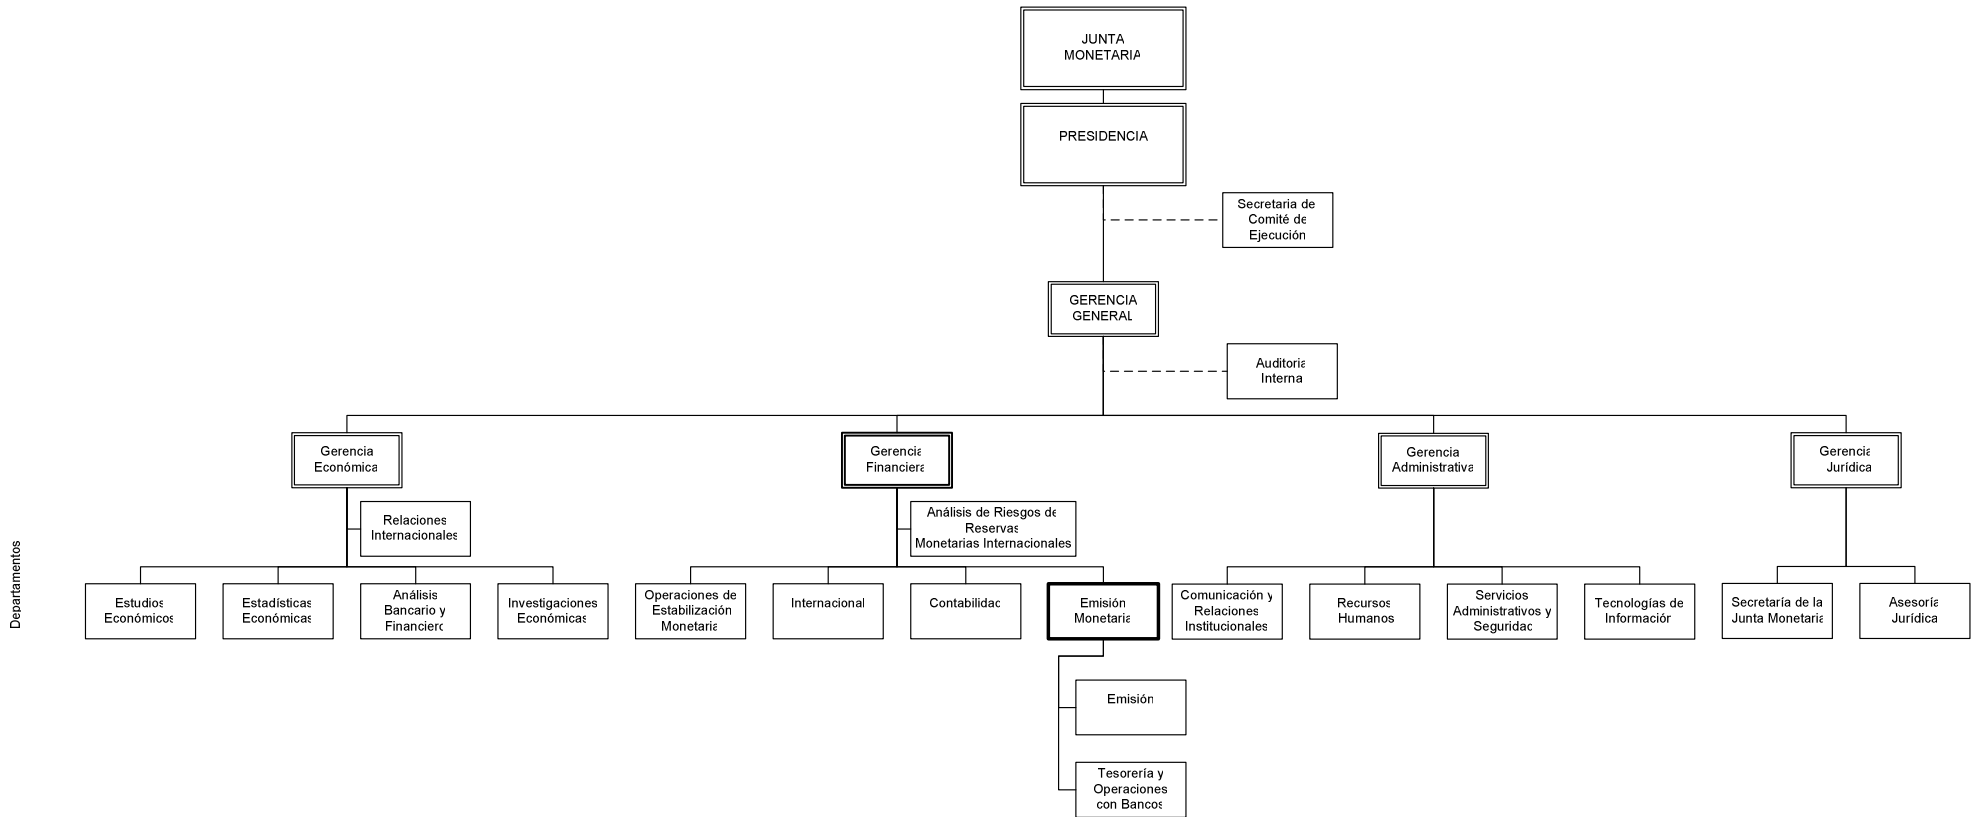 JUNTA
MONETARIA
PRESIDENCIA
Secretaria de
Comité de
Ejecución
GERENCIA
GENERAL
Auditoria
Interna
Gerencia
Económica
Gerencia
Financiera
Gerencia
Administrativa
Gerencia
Jurídica
Relaciones
Internacionales
Análisis de Riesgos de
Reservas
Monetarias Internacionales
Departamentos
Estudios
Económicos
Estadísticas
Económicas
Análisis
Bancario y
Financiero
Investigaciones
Económicas
Operaciones de
Estabilización
Monetaria
Internacional
Contabilidad
Emisión
Monetaria
Comunicación y
Relaciones
Institucionales
Recursos
Humanos
Servicios
Administrativos y
Seguridad
Tecnologías de
Información
Secretaría de la
Junta Monetaria
Asesoría
Jurídica
Emisión
Tesorería y
Operaciones
con Bancos